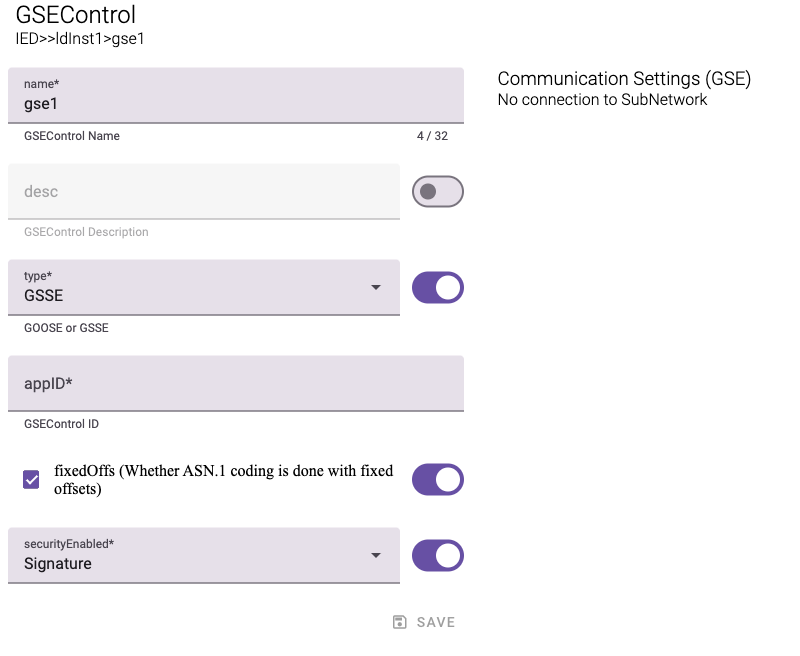 GSEControl
IED>>ldInst1>gse1
name*
gse1
GSEControl Name
4 / 32
desc
GSEControl Description
type*
GSSE
GOOSE or GSSE
appID*
GSEControl ID
fixedOffs (Whether ASN.1 coding is done with fixed
offsets)
securityEnabled*
Signature
SAVE
Communication Settings (GSE)
No connection to SubNetwork